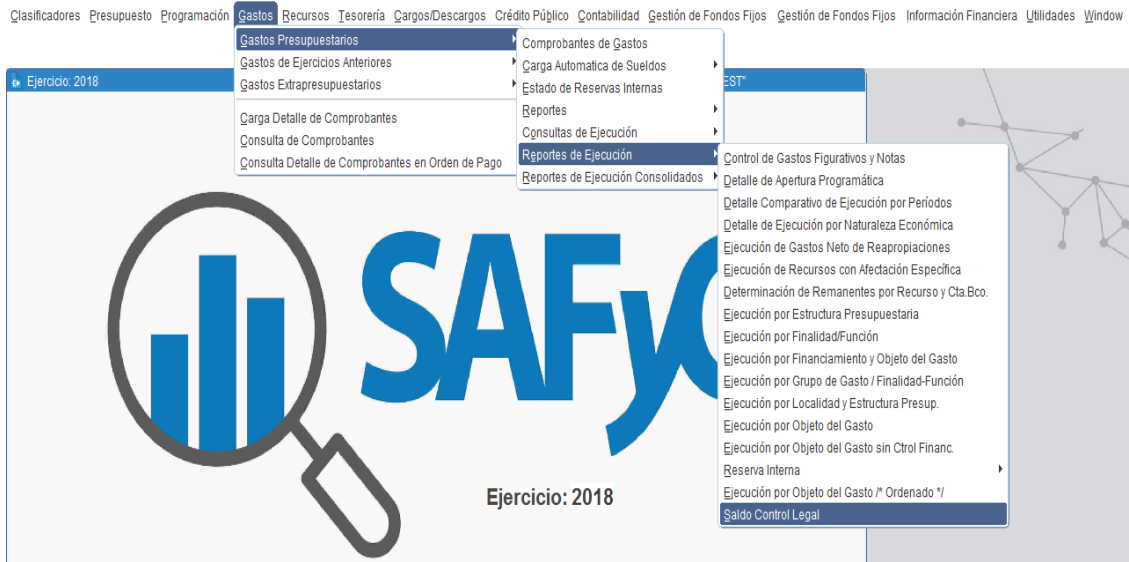 Clasificadores Presupuesto Programación Gastos Recursos Tesorería Cargos/Descargos Crédito Público Contabilidad Gestión de Fondos Fijos Gestión de Fondos Fijos Información Financiera Utilidades Window
Ejercicio: 2018
EST"
Gastos Presupuestarios
Gastos de Ejercicios Anteriores
Gastos Extrapresupuestarios
Carga Detalle de Comprobantes
Consulta de Comprobantes
Consulta Detalle de Comprobantes en Orden de Pago
Comprobantes de Gastos
Carga Automatica de Sueldos
Estado de Reservas Internas
Reportes
Consultas de Ejecución
Reportes de Ejecución
Reportes de Ejecución Consolidados
Control de Gastos Figurativos y Notas
Detalle de Apertura Programática
Detalle Comparativo de Ejecución por Períodos
Detalle de Ejecución por Naturaleza Económica
Ejecución de Gastos Neto de Reapropiaciones
Ejecución de Recursos con Afectación Específica
Determinación de Remanentes por Recurso y Cta.Bco.
Ejecución por Estructura Presupuestaria
Ejecución por Finalidad/Función
Ejecución por Financiamiento y Objeto del Gasto
Ejecución por Grupo de Gasto / Finalidad-Función
Ejecución por Localidad y Estructura Presup.
Ejecución por Objeto del Gasto
Ejecución por Objeto del Gasto sin Ctrol Financ.
Reserva Interna
Ejecución por Objeto del Gasto /* Ordenado */
Saldo Control Legal
SAFyC
Ejercicio: 2018